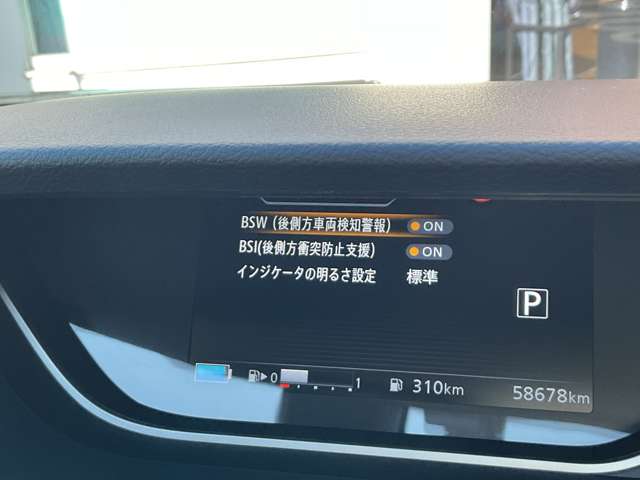 BSW (後側方車両検知警報) ON
BSI(後側方衝突防止支援) ON
インジケータの明るさ設定 標準
P
0 1 310km 58678km